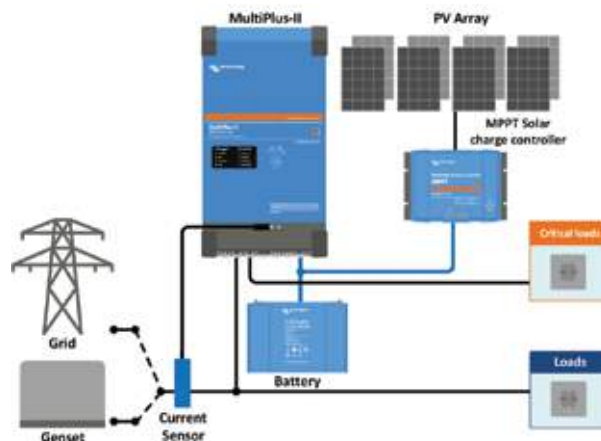 MultiPlus-II
PV Array
MPPT Solar
charge controller
Critical loads
Grid
Battery
Loads
Genset
Current
Sensor